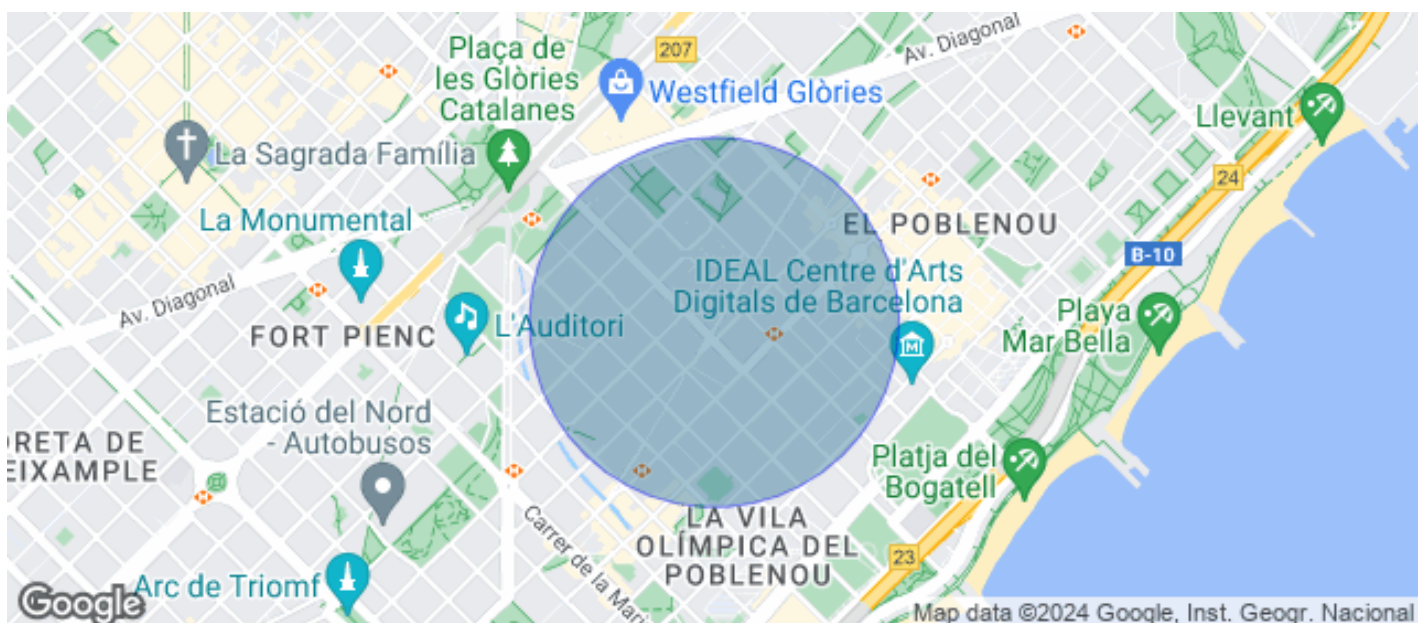 Plaça de
les Glòries
Catalanes
207
Av. Diagonal
Westfield Glòries
Llevant
La Sagrada Família
24
La Monumental
EL POBLENOU
B-10
IDEAL Centre d'Arts
Digitals de Barcelona
Av. Diagonal
Playa
Mar Bella
FORT PIENC
L'Auditori
Estació del Nord
- Autobusos
DRETA DE
EIXAMPLE
Platja del
Bogatell
LA VILA
OLÍMPICA DEL
POBLENOU
Carrer de la Mari
23
Arc de Triomf
Google
Map data ©2024 Google, Inst. Geogr. Nacional